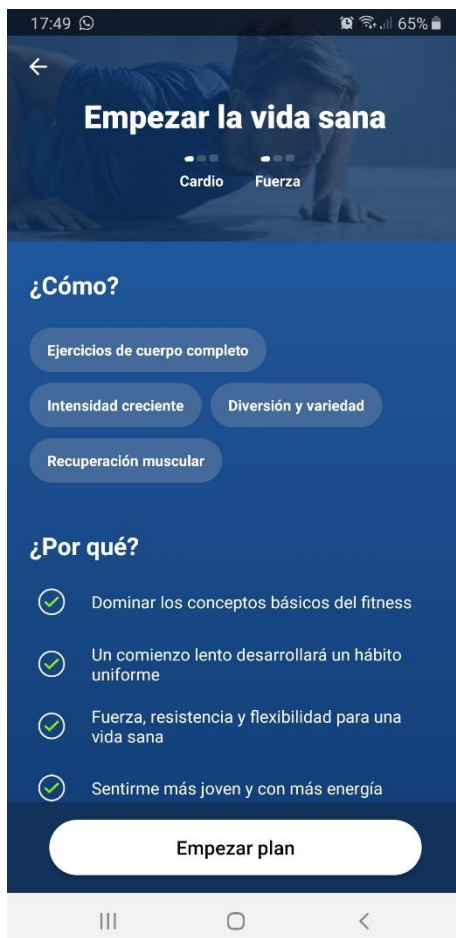 17:49 65%
Empezar la vida sana
Cardio Fuerza
¿Cómo?
Ejercicios de cuerpo completo
Intensidad creciente Diversión y variedad
Recuperación muscular
¿Por qué?
Dominar los conceptos básicos del fitness
Un comienzo lento desarrollará un hábito
uniforme
Fuerza, resistencia y flexibilidad para una
vida sana
Sentirme más joven y con más energía
Empezar plan